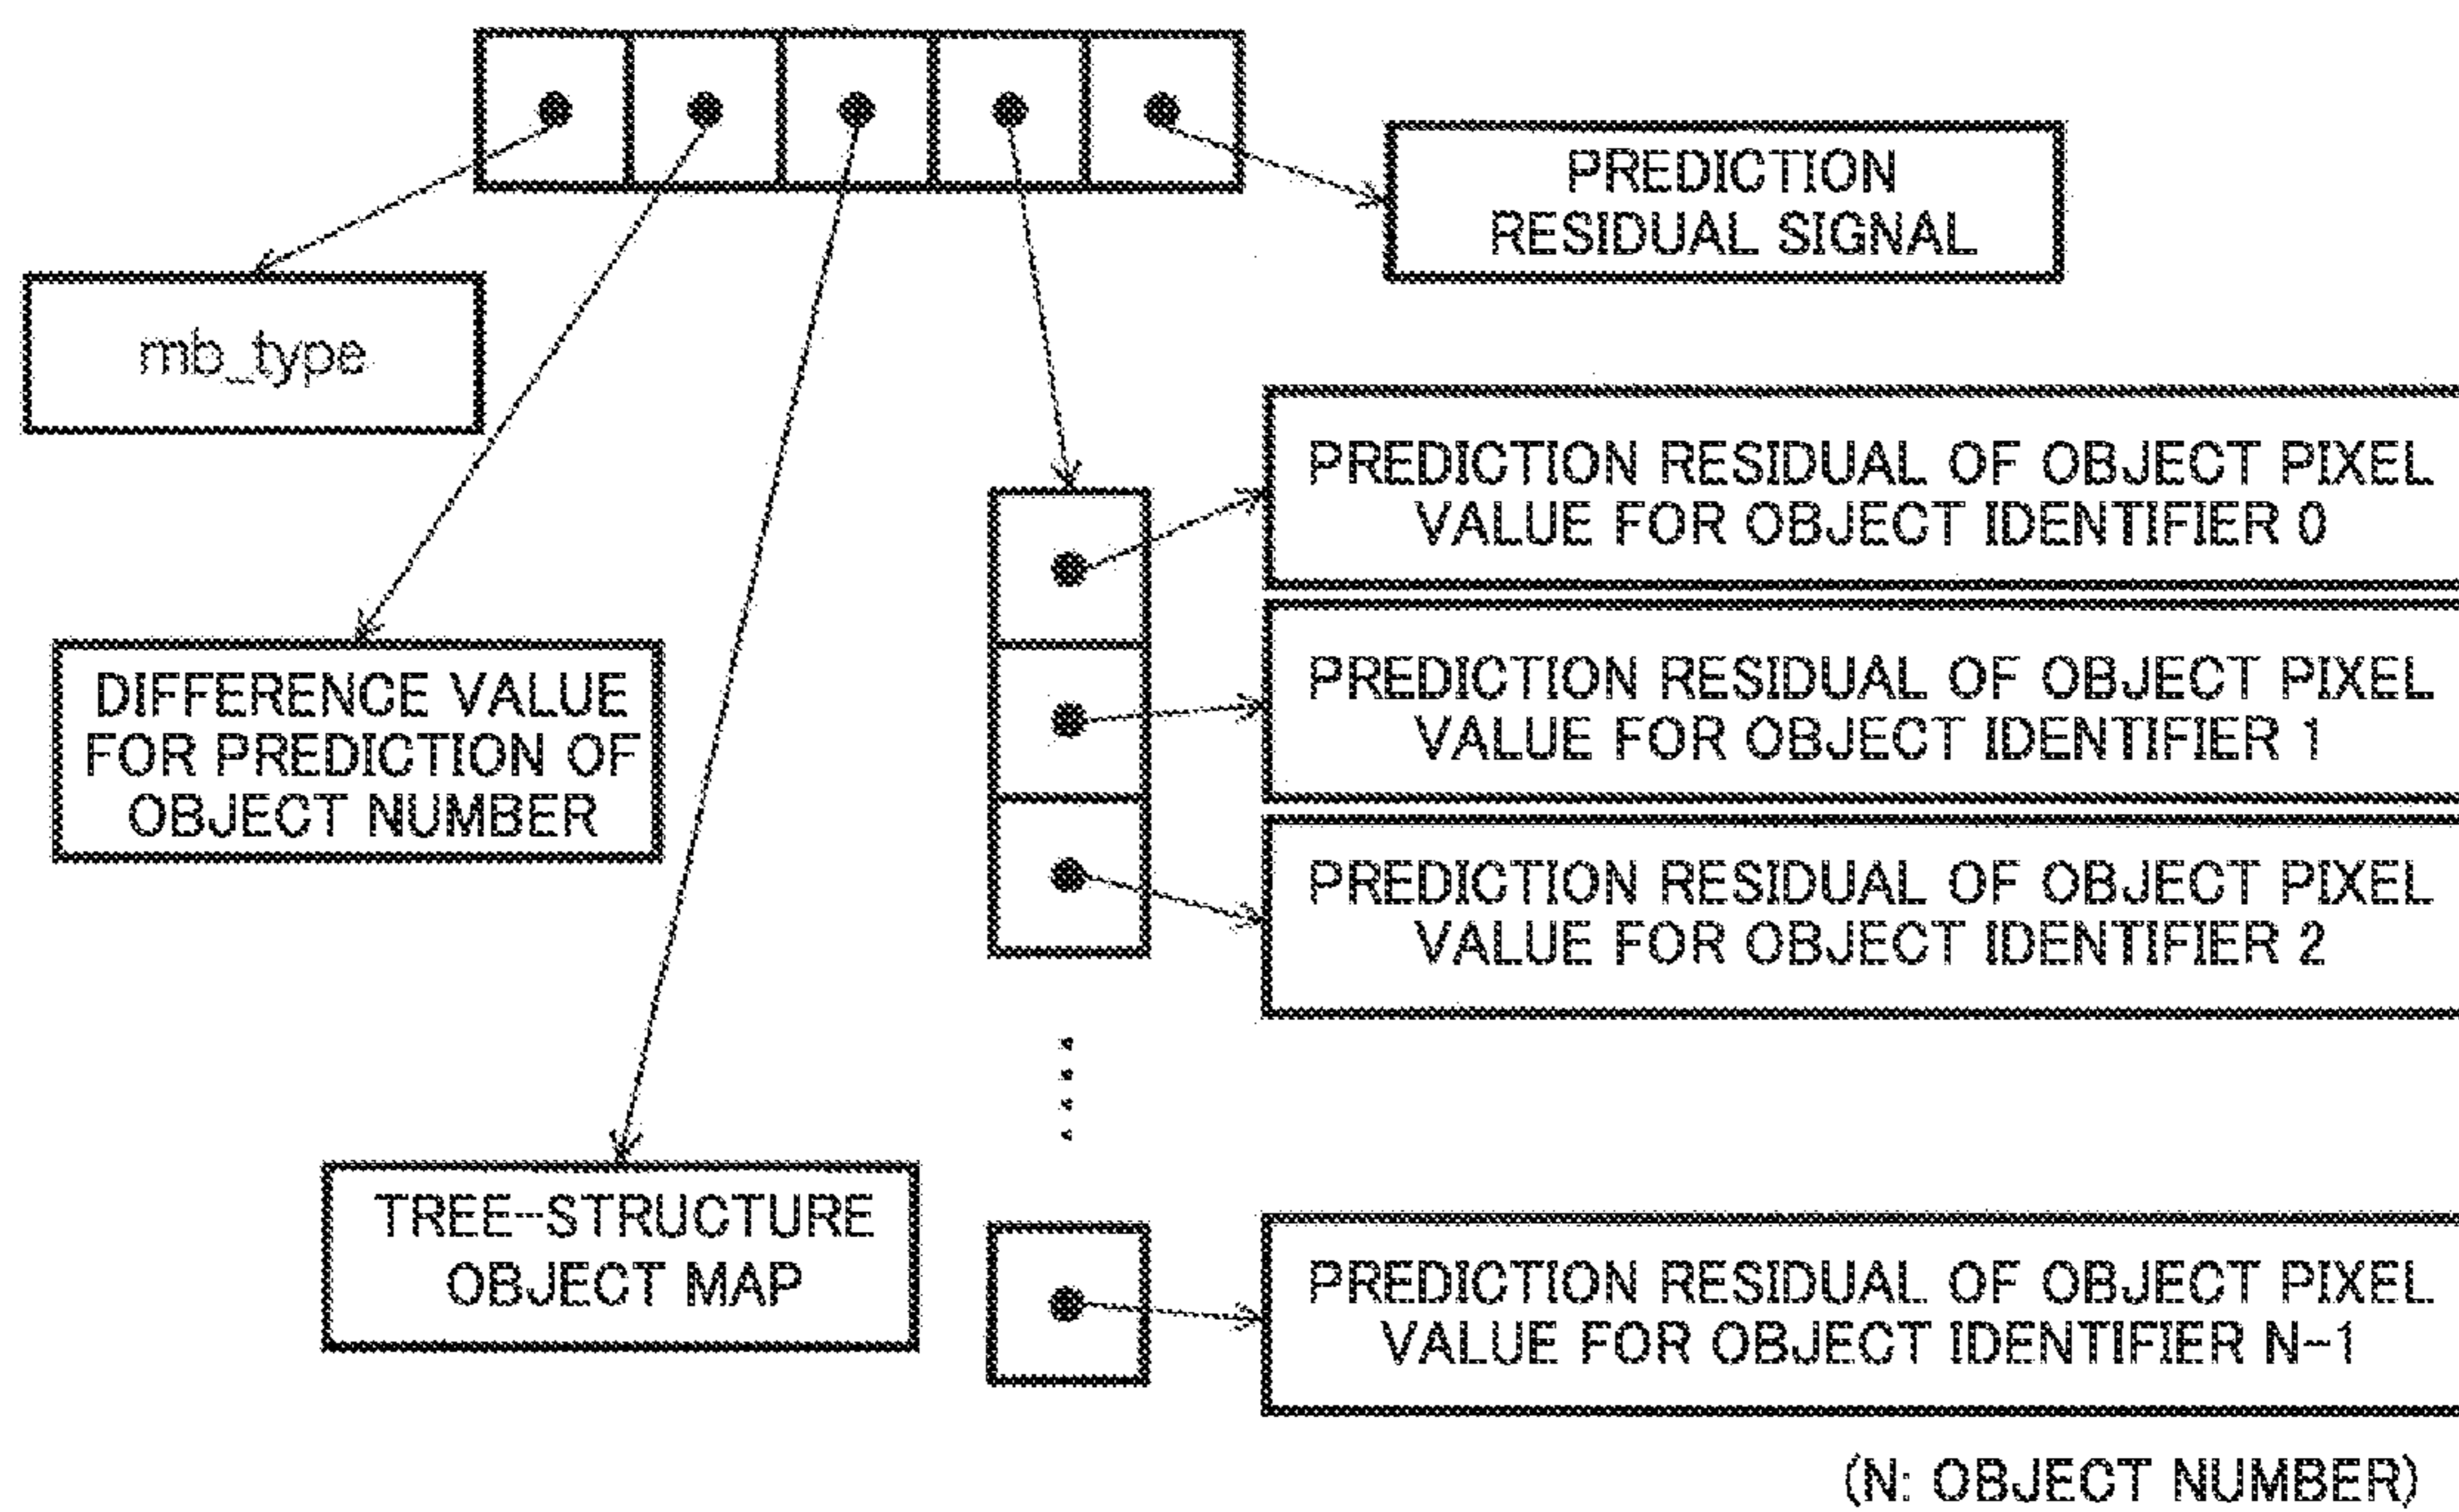 PREDICTION
RESIDUAL SIGNAL
mb_type
PREDICTION RESIDUAL OF OBJECT PIXEL
VALUE FOR OBJECT IDENTIFIER 0
DIFFERENCE VALUE
FOR PREDICTION OF
OBJECT NUMBER
PREDICTION RESIDUAL OF OBJECT PIXEL
VALUE FOR OBJECT IDENTIFIER 1
PREDICTION RESIDUAL OF OBJECT PIXEL
VALUE FOR OBJECT IDENTIFIER 2
TREE-STRUCTURE
OBJECT MAP
PREDICTION RESIDUAL OF OBJECT PIXEL
VALUE FOR OBJECT IDENTIFIER N-1
(N: OBJECT NUMBER)